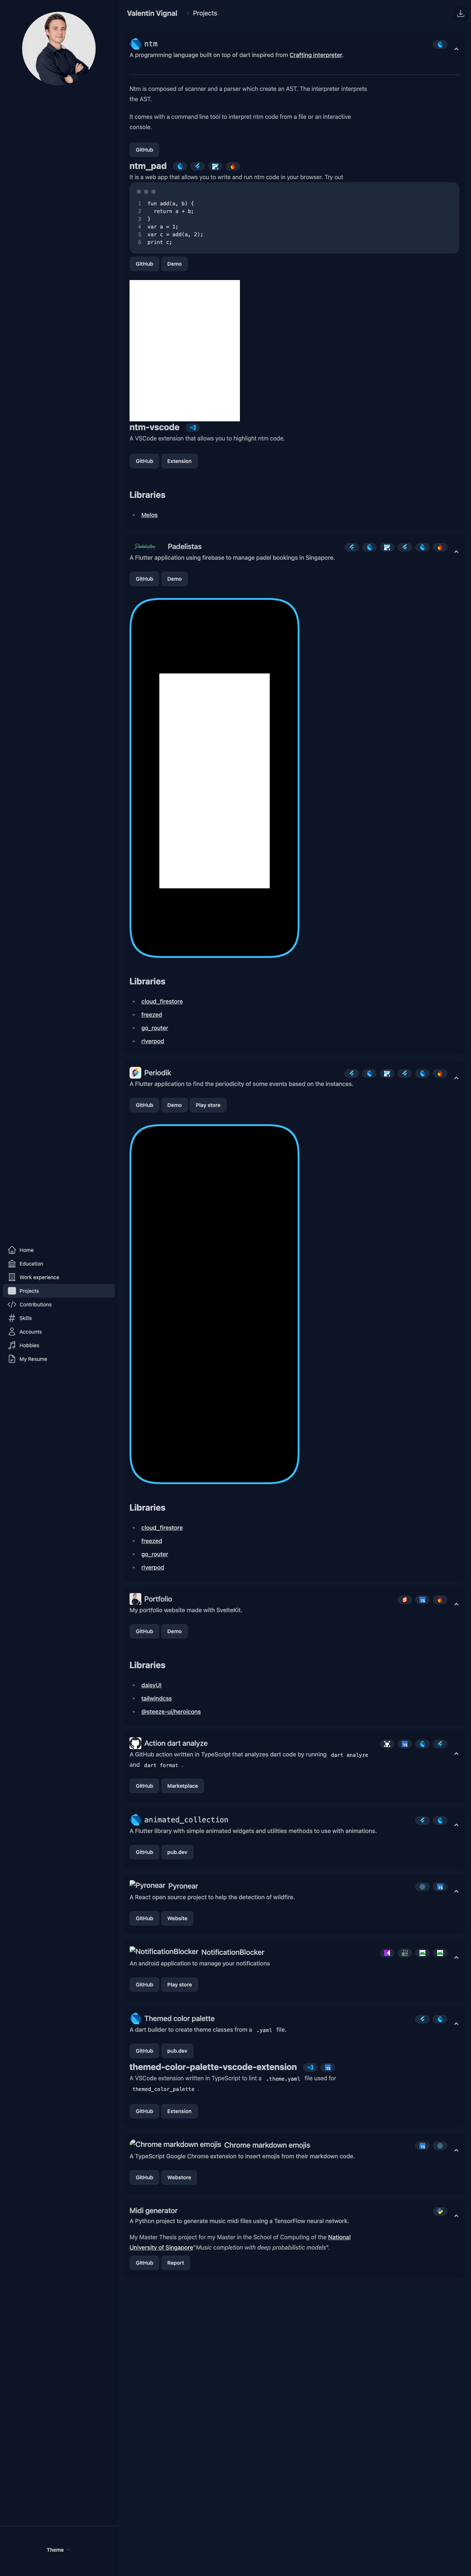 Valentin Vignal
Projects
ntm
A programming language built on top of dart inspired from Crafting interpreter.
Ntm is composed of scanner and a parser which create an AST. The interpreter interprets
the AST.
It comes with a command line tool to interpret ntm code from a file or an interactive
console.
GitHub
ntm_pad
It is a web app that allows you to write and run ntm code in your browser. Try out
1 fun add(a, b) {
2 return a + b;
3 }
4 var a = 1;
5 var c = add(a, 2);
6 print c;
GitHub Demo
ntm-vscode
A VSCode extension that allows you to highlight ntm code.
GitHub Extension
Libraries
Melos
Padelistas
A Flutter application using firebase to manage padel bookings in Singapore.
GitHub Demo
Libraries
cloud_firestore
freezed
go_router
riverpod
Periodik
A Flutter application to find the periodicity of some events based on the instances.
GitHub Demo Play store
Home
Education
Work experience
Projects
Contributions
Skills
Accounts
Hobbies
My Resume
Libraries
cloud_firestore
freezed
go_router
riverpod
Portfolio
My portfolio website made with SvelteKit.
GitHub Demo
Libraries
daisyUI
tailwindcss
@steeze-ui/heroicons
Action dart analyze
A GitHub action written in TypeScript that analyzes dart code by running dart analyze
and dart format .
GitHub Marketplace
animated_collection
A Flutter library with simple animated widgets and utilities methods to use with animations.
GitHub pub.dev
Pyronear Pyronear
A React open source project to help the detection of wildfire.
GitHub Website
NotificationBlocker NotificationBlocker
An android application to manage your notifications
GitHub Play store
Themed color palette
A dart builder to create theme classes from a .yaml file.
GitHub pub.dev
themed-color-palette-vscode-extension
A VSCode extension written in TypeScript to lint a .theme.yaml file used for
themed_color_palette .
GitHub Extension
Chrome markdown emojis Chrome markdown emojis
A TypeScript Google Chrome extension to insert emojis from their markdown code.
GitHub Webstore
Midi generator
A Python project to generate music midi files using a TensorFlow neural network.
My Master Thesis project for my Master in the School of Computing of the National
University of Singapore"Music completion with deep probabilistic models".
GitHub Report
Theme